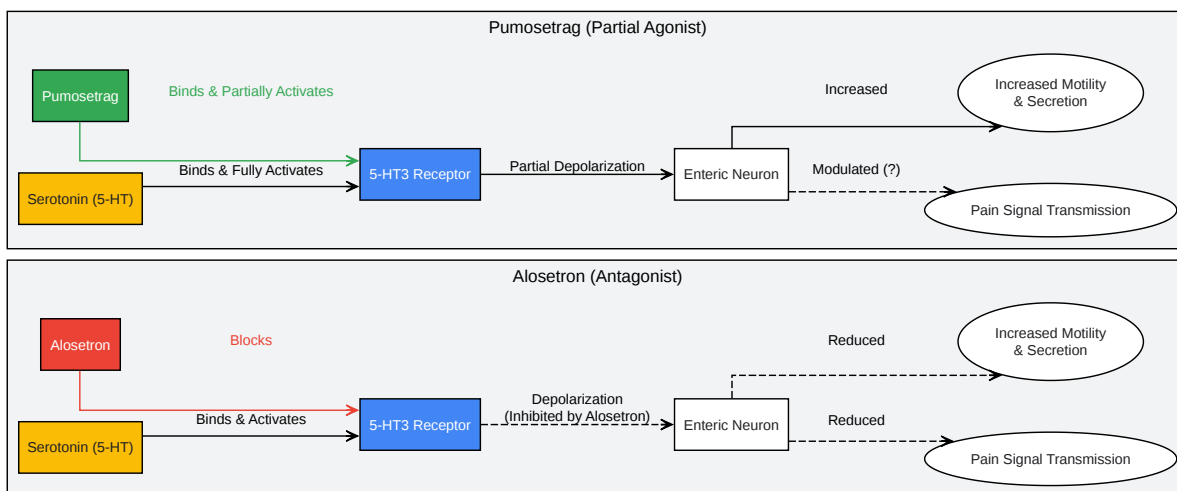 Pumosetrag (Partial Agonist)
Pumosetrag
Binds & Partially Activates
Increased
Increased Motility
& Secretion
Serotonin (5-HT)
Binds & Fully Activates
5-HT3 Receptor
Partial Depolarization
Enteric Neuron
Modulated (?)
Pain Signal Transmission
Alosetron (Antagonist)
Alosetron
Blocks
Reduced
Increased Motility
& Secretion
Serotonin (5-HT)
Binds & Activates
5-HT3 Receptor
Depolarization
(Inhibited by Alosetron)
Enteric Neuron
Reduced
Pain Signal Transmission